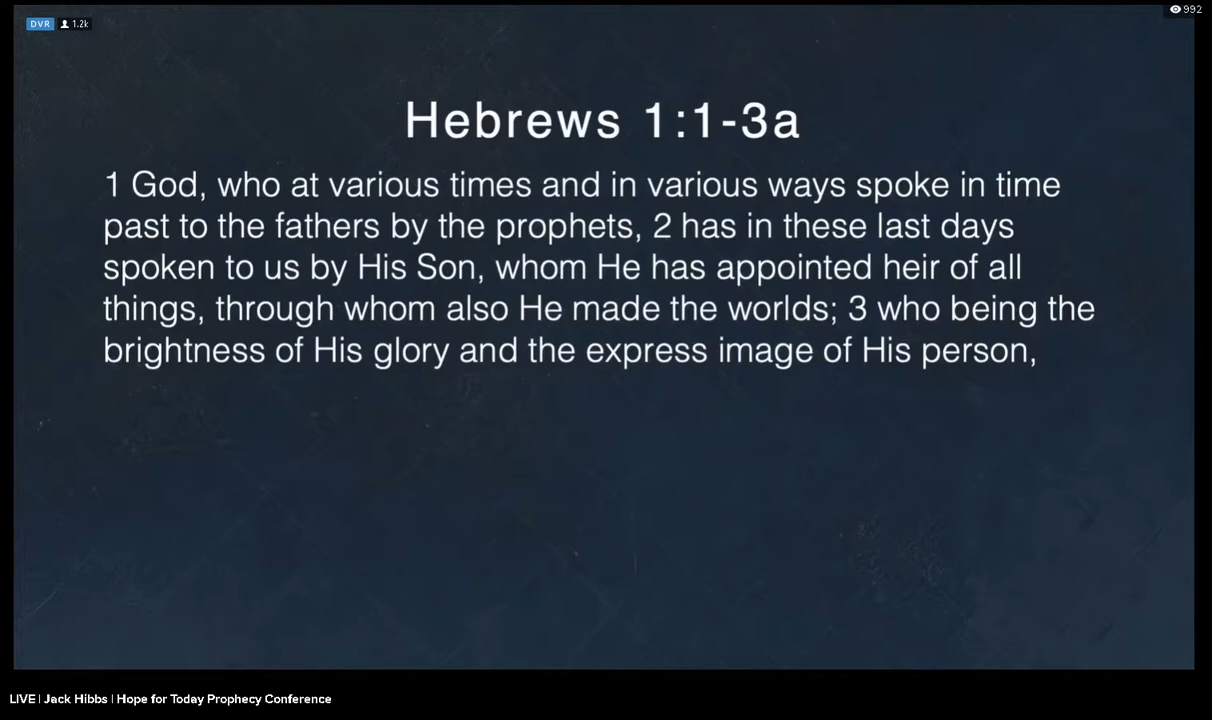 DVR 1.2k
992
Hebrews 1:1-3a
1 God, who at various times and in various ways spoke in time
past to the fathers by the prophets, 2 has in these last days
spoken to us by His Son, whom He has appointed heir of all
things, through whom also He made the worlds; 3 who being the
brightness of His glory and the express image of His person,
LIVE | Jack Hibbs | Hope for Today Prophecy Conference